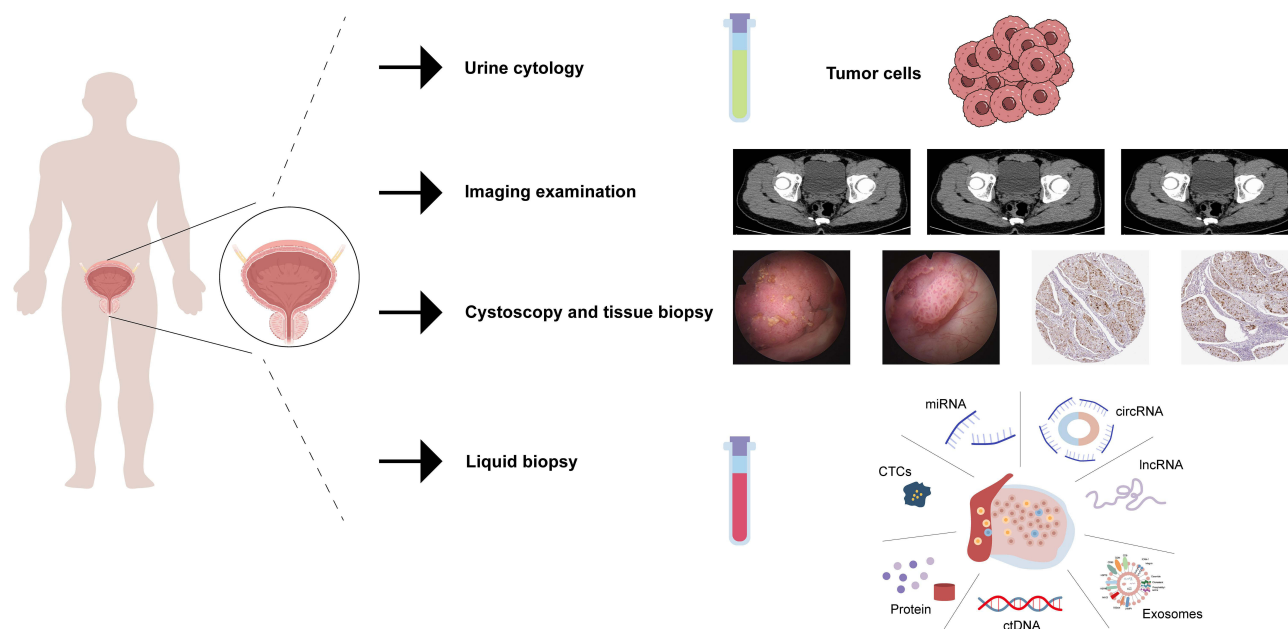 Urine cytology
Tumor cells
Imaging examination
Cystoscopy and tissue biopsy
Liquid biopsy
miRNA
circRNA
CTCs
lncRNA
Protein
ctDNA
Exosomes